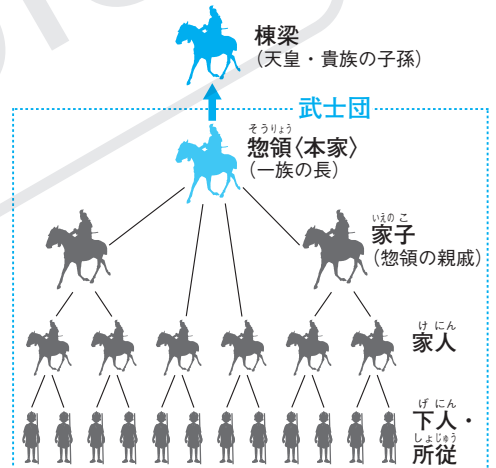 棟梁
(天皇・貴族の子孫)
武士団
そうりょう
惣領〈本家〉
(一族の長)
いえの こ
家子
(惣領の親戚)
け にん
家人
げ にん
下人・
しょじゅう
所従